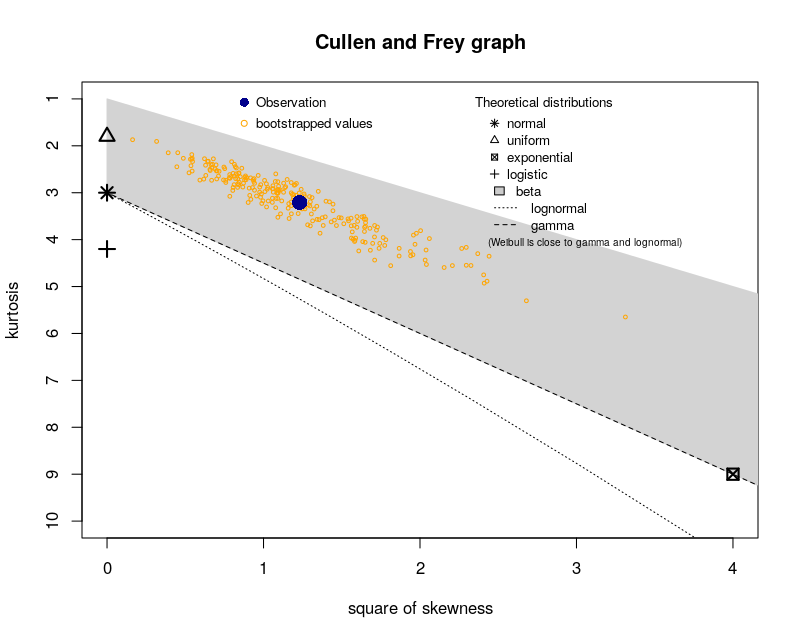 Cullen and Frey graph
Observation
bootstrapped values
Theoretical distributions
normal
uniform
exponential
logistic
beta
lognormal
gamma
(Weibull is close to gamma and lognormal)
kurtosis
1
2
3
4
5
6
7
8
9
10
0
1
2
3
4
square of skewness